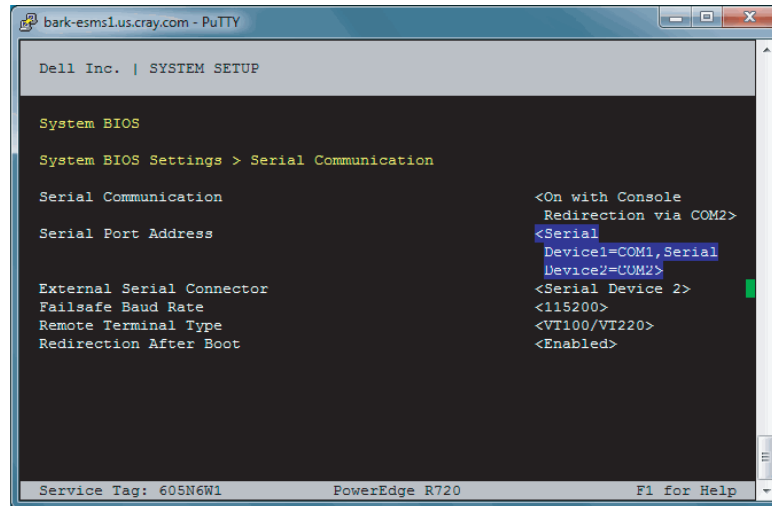 bark-esms1.us.cray.com - PuTTY
Dell Inc. | SYSTEM SETUP
System BIOS
System BIOS Settings > Serial Communication
Serial Communication <On with Console
Redirection via COM2>
Serial Port Address <Serial
Device1=COM1,Serial
Device2=COM2>
External Serial Connector <Serial Device 2>
Failsafe Baud Rate <115200>
Remote Terminal Type <VT100/VT220>
Redirection After Boot <Enabled>
Service Tag: 605N6W1 PowerEdge R720 F1 for Help